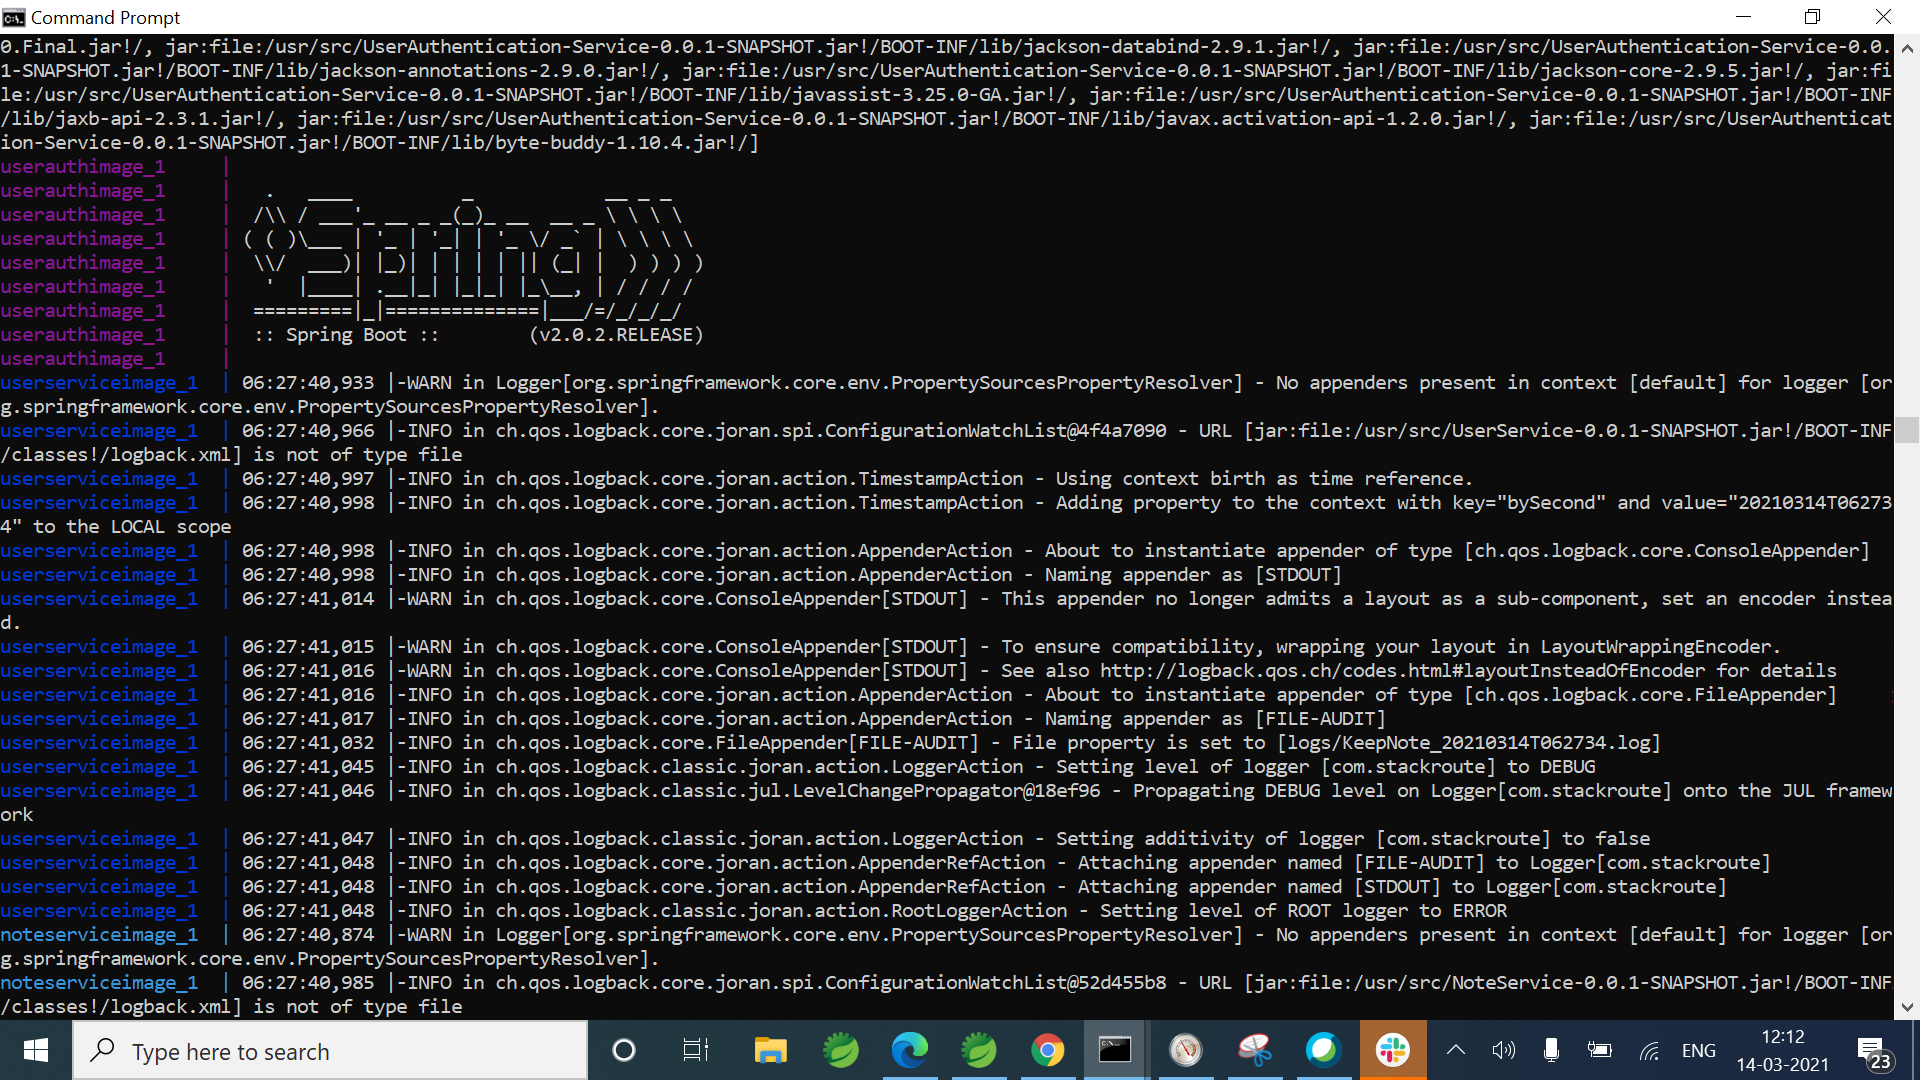 Command Prompt
0.Final.jar!/, jar:file:/usr/src/UserAuthentication-Service-0.0.1-SNAPSHOT.jar!/BOOT-INF/lib/jackson-databind-2.9.1.jar!/, jar:file:/usr/src/UserAuthentication-Service-0.0.
1-SNAPSHOT.jar!/BOOT-INF/lib/jackson-annotations-2.9.0.jar!/, jar:file:/usr/src/UserAuthentication-Service-0.0.1-SNAPSHOT.jar!/BOOT-INF/lib/jackson-core-2.9.5.jar!/, jar:fi
le:/usr/src/UserAuthentication-Service-0.0.1-SNAPSHOT.jar!/BOOT-INF/lib/javassist-3.25.0-GA.jar!/, jar:file:/usr/src/UserAuthentication-Service-0.0.1-SNAPSHOT.jar!/BOOT-INF
/lib/jaxb-api-2.3.1.jar!/, jar:file:/usr/src/UserAuthentication-Service-0.0.1-SNAPSHOT.jar!/BOOT-INF/lib/javax.activation-api-1.2.0.jar!/, jar:file:/usr/src/UserAuthenticat
ion-Service-0.0.1-SNAPSHOT.jar!/BOOT-INF/lib/byte-buddy-1.10.4.jar!/]
userauthimage_1      |
userauthimage_1      |   .   ____          _            __ _ _
userauthimage_1      |  /\\ / ___'_ __ _ _(_)_ __  __ _ \ \ \ \
userauthimage_1      | ( ( )\___ | '_ | '_| | '_ \/ _` | \ \ \ \
userauthimage_1      |  \\/  ___)| |_)| | | | | || (_| |  ) ) ) )
userauthimage_1      |   '  |____| .__|_| |_|_| |_\__, | / / / /
userauthimage_1      |  =========|_|==============|___/=/_/_/_/
userauthimage_1      |  :: Spring Boot ::        (v2.0.2.RELEASE)
userauthimage_1      |
userserviceimage_1   | 06:27:40,933 |-WARN in Logger[org.springframework.core.env.PropertySourcesPropertyResolver] - No appenders present in context [default] for logger [or
g.springframework.core.env.PropertySourcesPropertyResolver].
userserviceimage_1   | 06:27:40,966 |-INFO in ch.qos.logback.core.joran.spi.ConfigurationWatchList@4f4a7090 - URL [jar:file:/usr/src/UserService-0.0.1-SNAPSHOT.jar!/BOOT-INF
/classes!/logback.xml] is not of type file
userserviceimage_1   | 06:27:40,997 |-INFO in ch.qos.logback.core.joran.action.TimestampAction - Using context birth as time reference.
userserviceimage_1   | 06:27:40,998 |-INFO in ch.qos.logback.core.joran.action.TimestampAction - Adding property to the context with key="bySecond" and value="20210314T06273
4" to the LOCAL scope
userserviceimage_1   | 06:27:40,998 |-INFO in ch.qos.logback.core.joran.action.AppenderAction - About to instantiate appender of type [ch.qos.logback.core.ConsoleAppender]
userserviceimage_1   | 06:27:40,998 |-INFO in ch.qos.logback.core.joran.action.AppenderAction - Naming appender as [STDOUT]
userserviceimage_1   | 06:27:41,014 |-WARN in ch.qos.logback.core.ConsoleAppender[STDOUT] - This appender no longer admits a layout as a sub-component, set an encoder instea
d.
userserviceimage_1   | 06:27:41,015 |-WARN in ch.qos.logback.core.ConsoleAppender[STDOUT] - To ensure compatibility, wrapping your layout in LayoutWrappingEncoder.
userserviceimage_1   | 06:27:41,016 |-WARN in ch.qos.logback.core.ConsoleAppender[STDOUT] - See also http://logback.qos.ch/codes.html#layoutInsteadOfEncoder for details
userserviceimage_1   | 06:27:41,016 |-INFO in ch.qos.logback.core.joran.action.AppenderAction - About to instantiate appender of type [ch.qos.logback.core.FileAppender]
userserviceimage_1   | 06:27:41,017 |-INFO in ch.qos.logback.core.joran.action.AppenderAction - Naming appender as [FILE-AUDIT]
userserviceimage_1   | 06:27:41,032 |-INFO in ch.qos.logback.core.FileAppender[FILE-AUDIT] - File property is set to [logs/KeepNote_20210314T062734.log]
userserviceimage_1   | 06:27:41,045 |-INFO in ch.qos.logback.classic.joran.action.LoggerAction - Setting level of logger [com.stackroute] to DEBUG
userserviceimage_1   | 06:27:41,046 |-INFO in ch.qos.logback.classic.jul.LevelChangePropagator@18ef96 - Propagating DEBUG level on Logger[com.stackroute] onto the JUL framew
ork
userserviceimage_1   | 06:27:41,047 |-INFO in ch.qos.logback.classic.joran.action.LoggerAction - Setting additivity of logger [com.stackroute] to false
userserviceimage_1   | 06:27:41,048 |-INFO in ch.qos.logback.core.joran.action.AppenderRefAction - Attaching appender named [FILE-AUDIT] to Logger[com.stackroute]
userserviceimage_1   | 06:27:41,048 |-INFO in ch.qos.logback.core.joran.action.AppenderRefAction - Attaching appender named [STDOUT] to Logger[com.stackroute]
userserviceimage_1   | 06:27:41,048 |-INFO in ch.qos.logback.classic.joran.action.RootLoggerAction - Setting level of ROOT logger to ERROR
noteserviceimage_1   | 06:27:40,874 |-WARN in Logger[org.springframework.core.env.PropertySourcesPropertyResolver] - No appenders present in context [default] for logger [or
g.springframework.core.env.PropertySourcesPropertyResolver].
noteserviceimage_1   | 06:27:40,985 |-INFO in ch.qos.logback.core.joran.spi.ConfigurationWatchList@52d455b8 - URL [jar:file:/usr/src/NoteService-0.0.1-SNAPSHOT.jar!/BOOT-INF
/classes!/logback.xml] is not of type file
Type here to search
ENG
12:12
14-03-2021
23